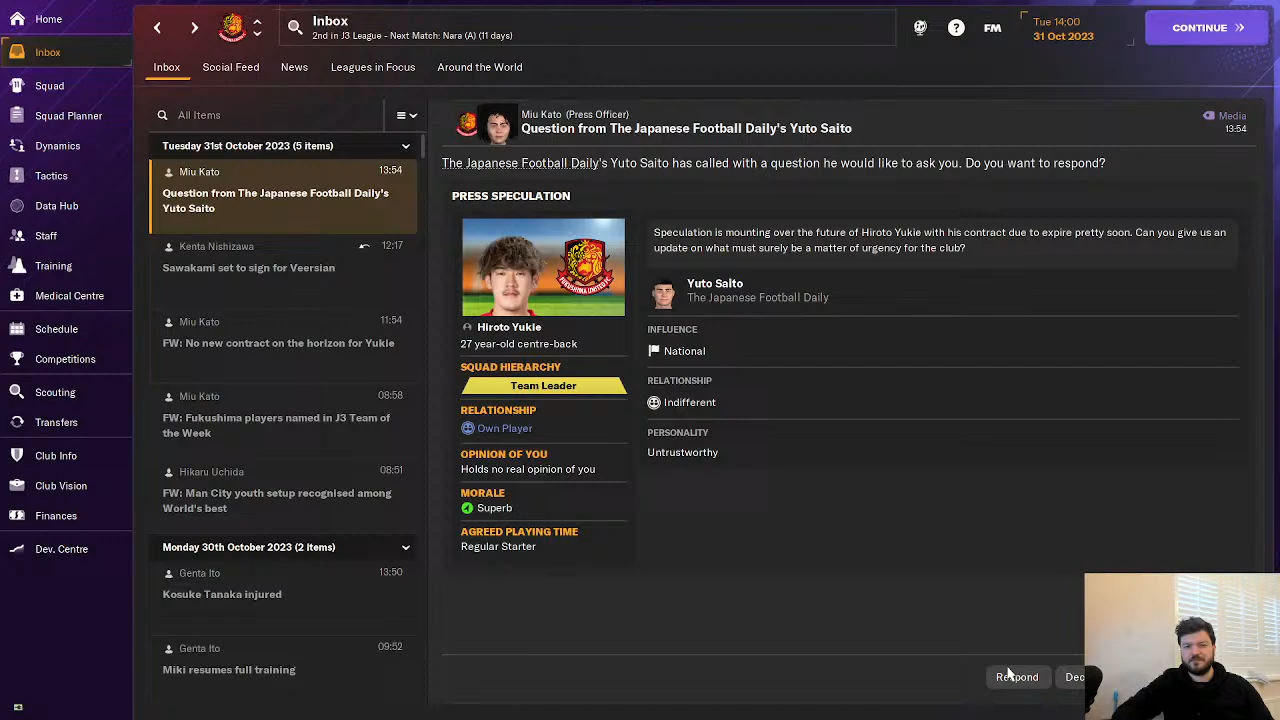 Home
Inbox
Squad
Squad Planner
Dynamics
Tactics
Data Hub
Staff
Training
Medical Centre
Schedule
Competitions
Scouting
Transfers
Club Info
Club Vision
Finances
Dev. Centre
Inbox
2nd in J3 League - Next Match: Nara (A) (11 days)
?
FM
Tue 14:00
31 Oct 2023
CONTINUE
Inbox
Social Feed
News
Leagues in Focus
Around the World
All Items
Tuesday 31st October 2023 (5 items)
Miu Kato 13:54
Question from The Japanese Football Daily's
Yuto Saito
Kenta Nishizawa 12:17
Sawakami set to sign for Veersian
Miu Kato 11:54
FW: No new contract on the horizon for Yukie
Miu Kato 08:58
FW: Fukushima players named in J3 Team of
the Week
Hikaru Uchida 08:51
FW: Man City youth setup recognised among
World's best
Monday 30th October 2023 (2 items)
Genta Ito 13:50
Kosuke Tanaka injured
Genta Ito 09:52
Miki resumes full training
Miu Kato (Press Officer)
Question from The Japanese Football Daily's Yuto Saito
Media
13:54
The Japanese Football Daily's Yuto Saito has called with a question he would like to ask you. Do you want to respond?
PRESS SPECULATION
Hiroto Yukie
27 year-old centre-back
SQUAD HIERARCHY
Team Leader
RELATIONSHIP
Own Player
OPINION OF YOU
Holds no real opinion of you
MORALE
Superb
AGREED PLAYING TIME
Regular Starter
Speculation is mounting over the future of Hiroto Yukie with his contract due to expire pretty soon. Can you give us an
update on what must surely be a matter of urgency for the club?
Yuto Saito
The Japanese Football Daily
INFLUENCE
National
RELATIONSHIP
Indifferent
PERSONALITY
Untrustworthy
Respond